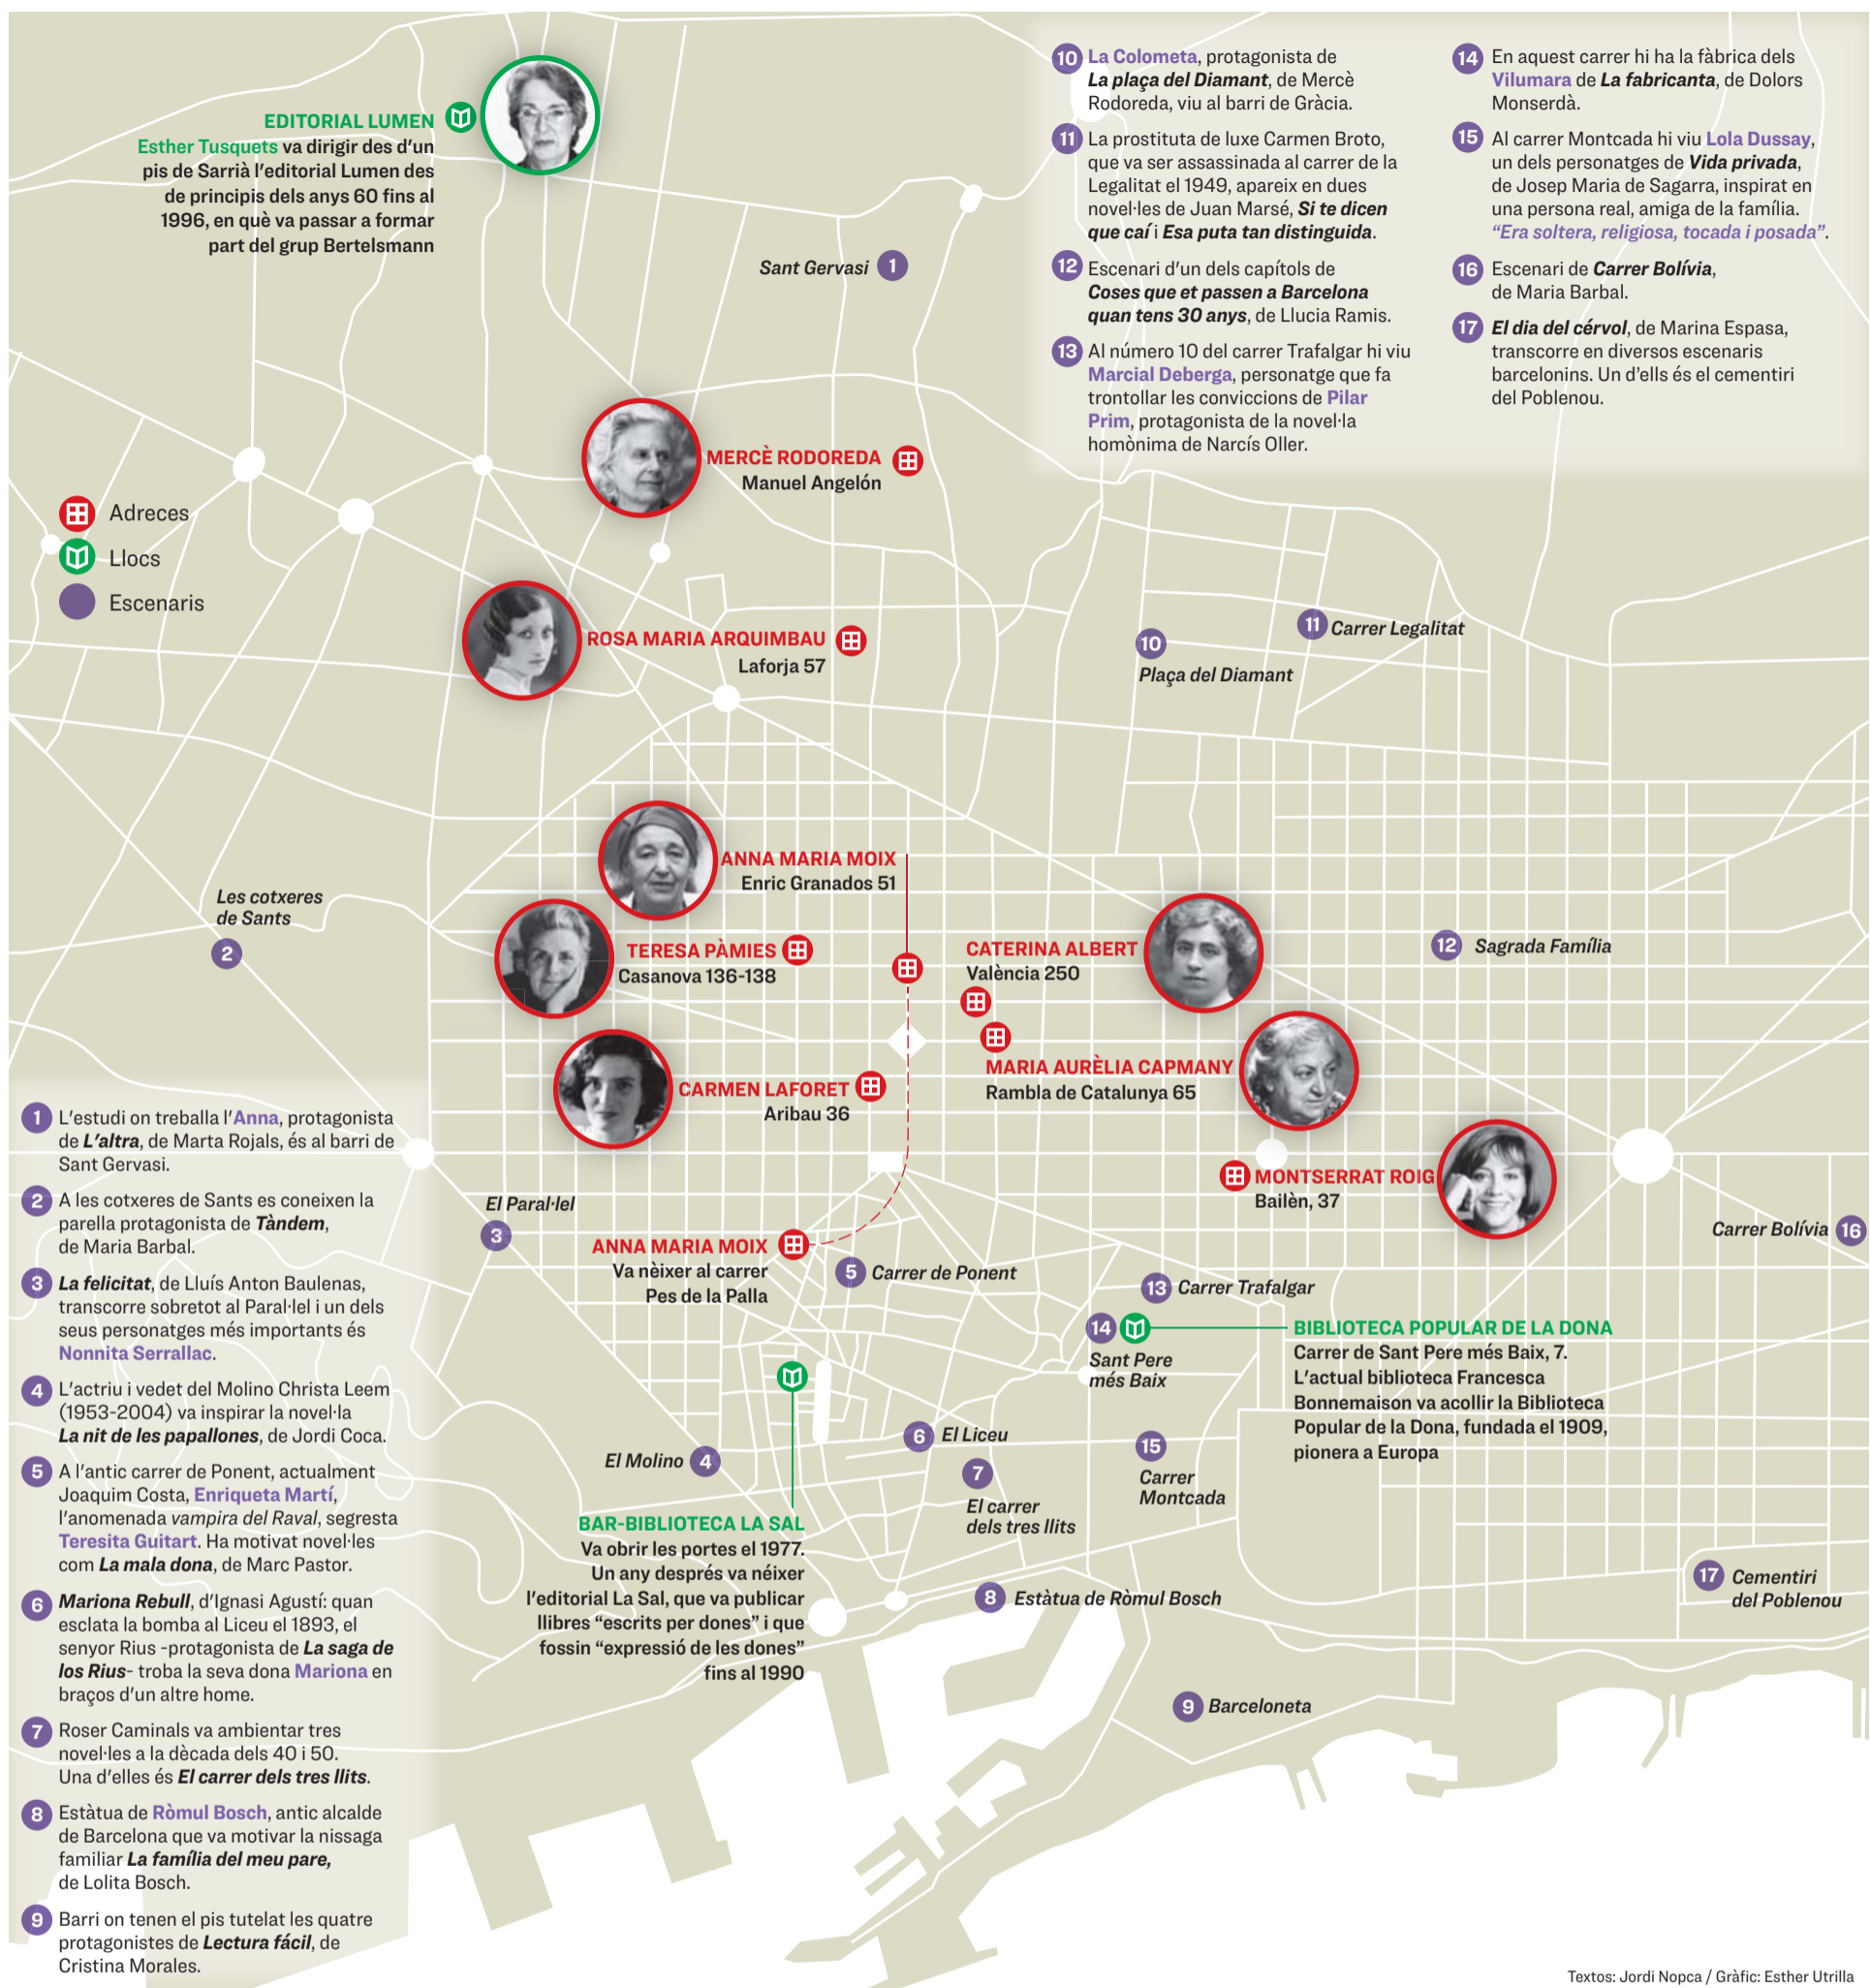 EDITORIAL LUMEN
Esther Tusquets va dirigir des d'un
pis de Sarrià l'editorial Lumen des
de principis dels anys 60 fins al
1996, en què va passar a formar
part del grup Bertelsmann
10 La Colometa, protagonista de
La plaça del Diamant, de Mercè
Rodoreda, viu al barri de Gràcia.
11 La prostituta de luxe Carmen Broto,
que va ser assassinada al carrer de la
Legalitat el 1949, apareix en dues
novel·les de Juan Marsé, Si te dicen
que caí i Esa puta tan distinguida.
12 Escenari d'un dels capítols de
Coses que et passen a Barcelona
quan tens 30 anys, de Llucia Ramis.
13 Al número 10 del carrer Trafalgar hi viu
Marcial Deberga, personatge que fa
trontollar les conviccions de Pilar
Prim, protagonista de la novel·la
homònima de Narcís Oller.
14 En aquest carrer hi ha la fàbrica dels
Vilumara de La fabricanta, de Dolors
Monserdà.
15 Al carrer Montcada hi viu Lola Dussay,
un dels personatges de Vida privada,
de Josep Maria de Sagarra, inspirat en
una persona real, amiga de la família.
“Era soltera, religiosa, tocada i posada”.
16 Escenari de Carrer Bolívia,
de Maria Barbal.
17 El dia del cérvol, de Marina Espasa,
transcorre en diversos escenaris
barcelonins. Un d’ells és el cementiri
del Poblenou.
Sant Gervasi 1
MERCÈ RODOREDA
Manuel Angelón
Adreces
Llocs
Escenaris
ROSA MARIA ARQUIMBAU
Laforja 57
11 Carrer Legalitat
10
Plaça del Diamant
ANNA MARIA MOIX
Enric Granados 51
Les cotxeres
de Sants
2
TERESA PÀMIES
Casanova 136-138
CATERINA ALBERT
València 250
12 Sagrada Família
MARIA AURÈLIA CAPMANY
Rambla de Catalunya 65
CARMEN LAFORET
Aribau 36
MONTSERRAT ROIG
Bailèn, 37
El Paral·lel
3
Carrer Bolívia 16
ANNA MARIA MOIX
Va nèixer al carrer
Pes de la Palla
5 Carrer de Ponent
13 Carrer Trafalgar
14
Sant Pere
més Baix
BIBLIOTECA POPULAR DE LA DONA
Carrer de Sant Pere més Baix, 7.
L'actual biblioteca Francesca
Bonnemaison va acollir la Biblioteca
Popular de la Dona, fundada el 1909,
pionera a Europa
6 El Liceu
El Molino 4
7
El carrer
dels tres llits
15
Carrer
Montcada
BAR-BIBLIOTECA LA SAL
Va obrir les portes el 1977.
Un any després va néixer
l'editorial La Sal, que va publicar
llibres “escrits per dones” i que
fossin “expressió de les dones”
fins al 1990
8 Estàtua de Ròmul Bosch
17 Cementiri
del Poblenou
9 Barceloneta
1 L'estudi on treballa l'Anna, protagonista
de L'altra, de Marta Rojals, és al barri de
Sant Gervasi.
2 A les cotxeres de Sants es coneixen la
parella protagonista de Tàndem,
de Maria Barbal.
3 La felicitat, de Lluís Anton Baulenas,
transcorre sobretot al Paral·lel i un dels
seus personatges més importants és
Nonnita Serrallac.
4 L'actriu i vedet del Molino Christa Leem
(1953-2004) va inspirar la novel·la
La nit de les papallones, de Jordi Coca.
5 A l'antic carrer de Ponent, actualment
Joaquim Costa, Enriqueta Martí,
l'anomenada vampira del Raval, segresta
Teresita Guitart. Ha motivat novel·les
com La mala dona, de Marc Pastor.
6 Mariona Rebull, d'Ignasi Agustí: quan
esclata la bomba al Liceu el 1893, el
senyor Rius -protagonista de La saga de
los Rius- troba la seva dona Mariona en
braços d'un altre home.
7 Roser Caminals va ambientar tres
novel·les a la dècada dels 40 i 50.
Una d'elles és El carrer dels tres llits.
8 Estàtua de Ròmul Bosch, antic alcalde
de Barcelona que va motivar la nissaga
familiar La família del meu pare,
de Lolita Bosch.
9 Barri on tenen el pis tutelat les quatre
protagonistes de Lectura fácil, de
Cristina Morales.
Textos: Jordi Nopca / Gràfic: Esther Utrilla